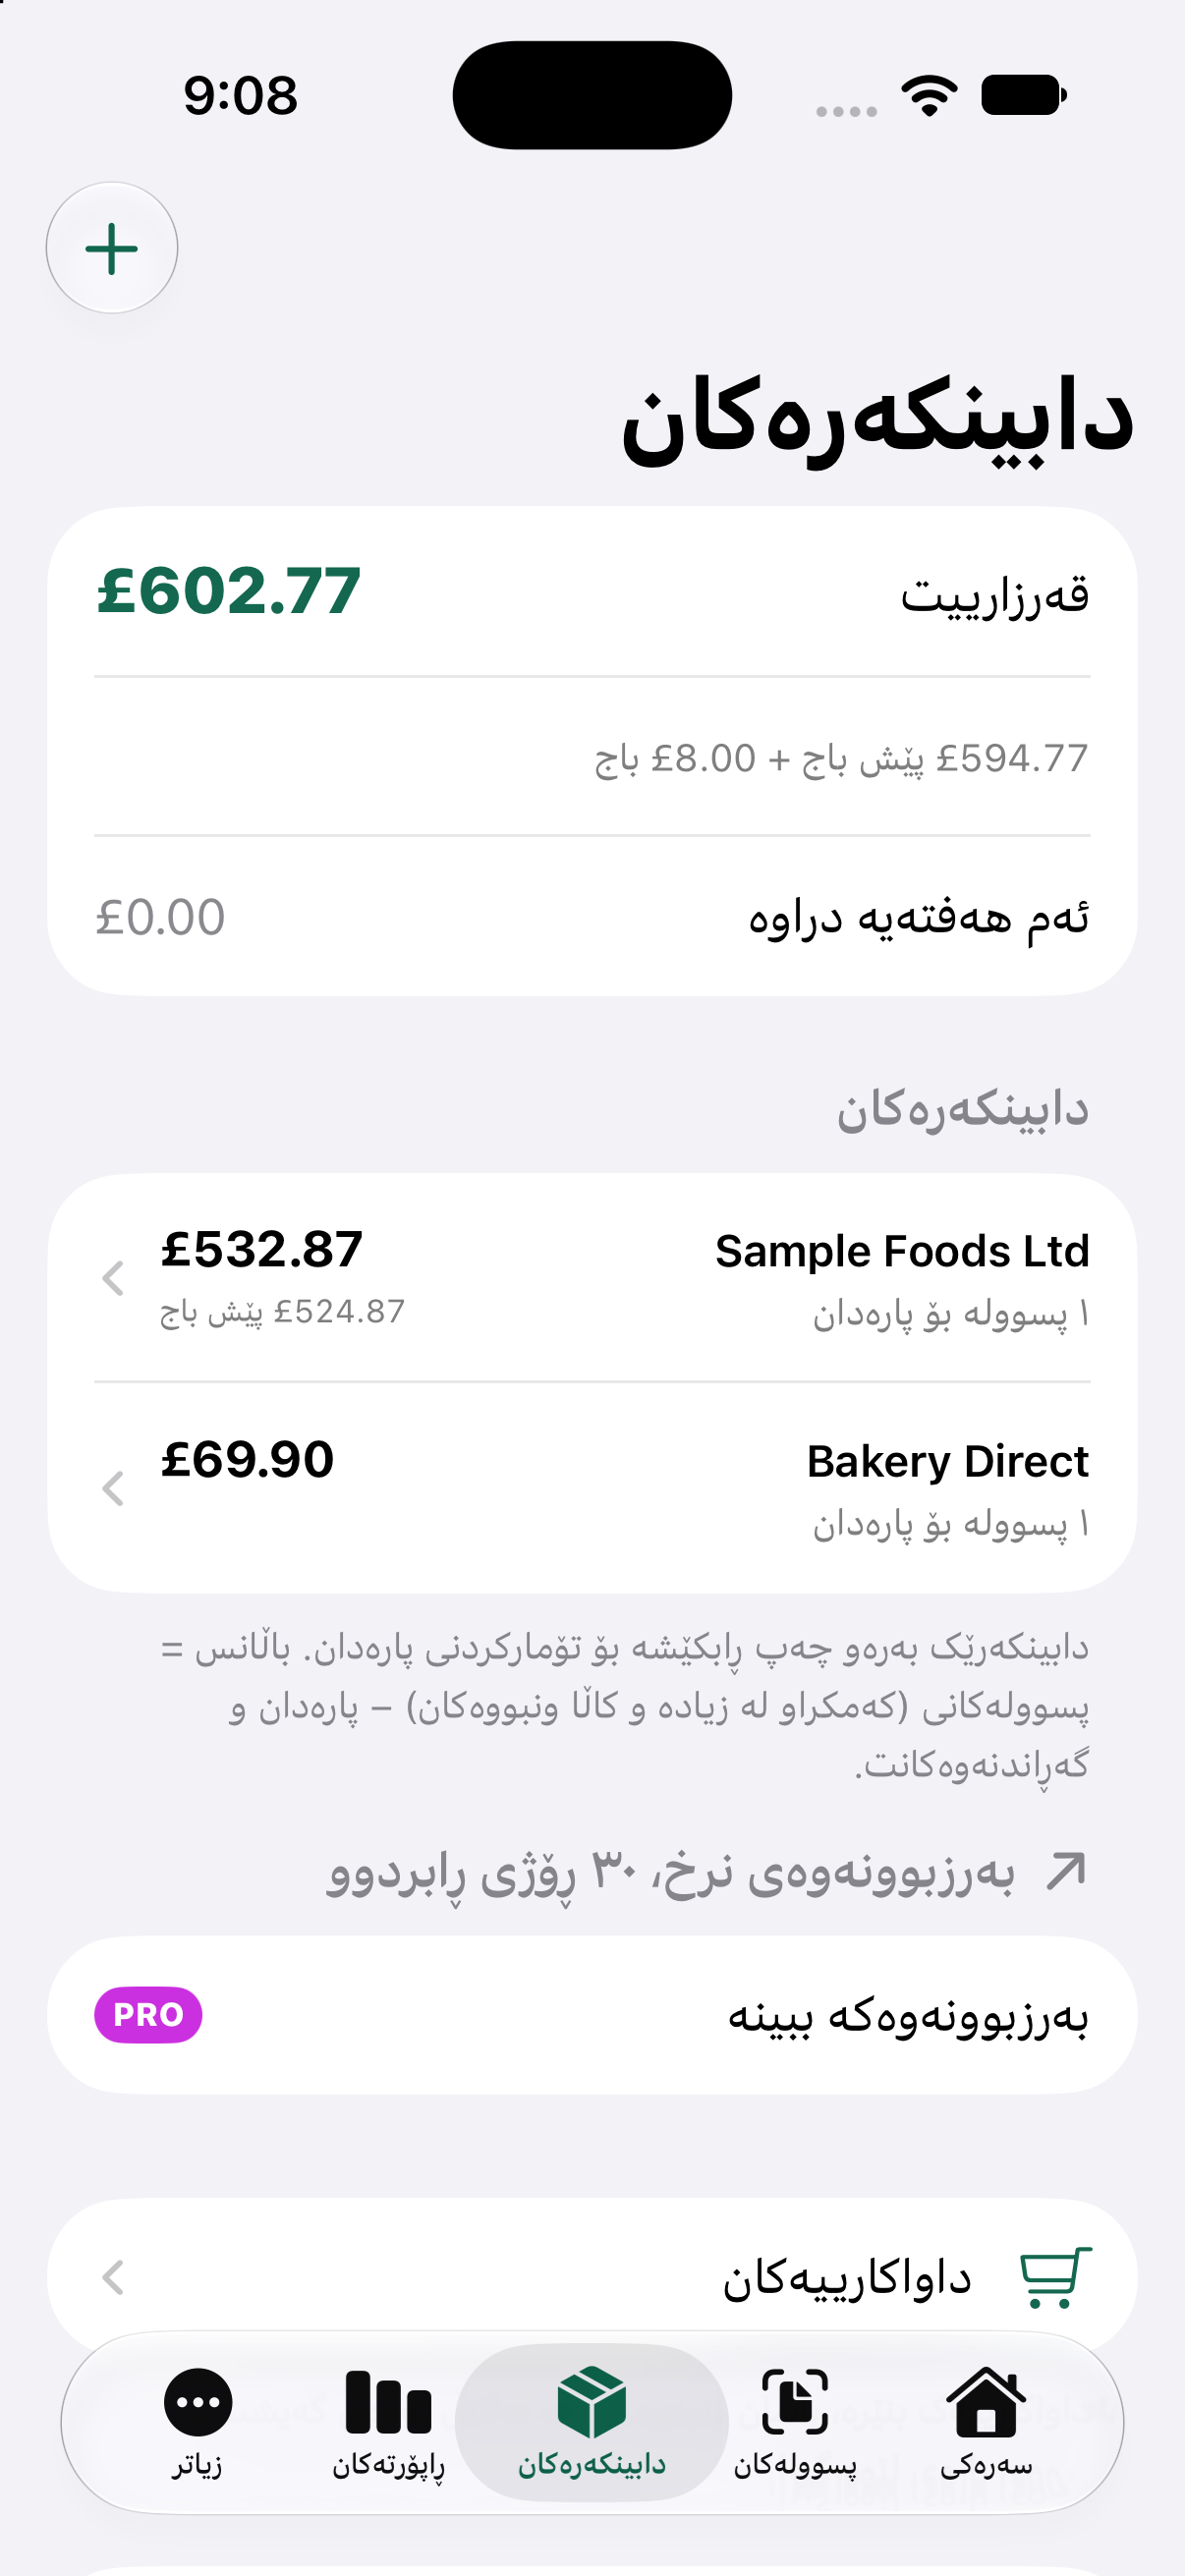 9:08
دابینکەرەکان
قەرزارییت £602.77
£594.77 پێش باج + £8.00 باج
ئەم هەفتەیە دراوە £0.00
دابینکەرەکان
Sample Foods Ltd £532.87
١ پسوولە بۆ پارەدان £524.87 پێش باج
Bakery Direct £69.90
١ پسوولە بۆ پارەدان
دابینکەرێک بەرەو چەپ ڕابکێشە بۆ تۆمارکردنی پارەدان. باڵانس =
پسوولەکانی (کەمکراو لە زیادە و کاڵا ونبووەکان) − پارەدان و
گەڕاندنەوەکانت.
بەرزبوونەوەی نرخ، ٣٠ ڕۆژی ڕابردوو
بەرزبوونەوەکە ببینە PRO
داواکارییەکان
سەرەکی پسوولەکان دابینکەرەکان ڕاپۆرتەکان زیاتر